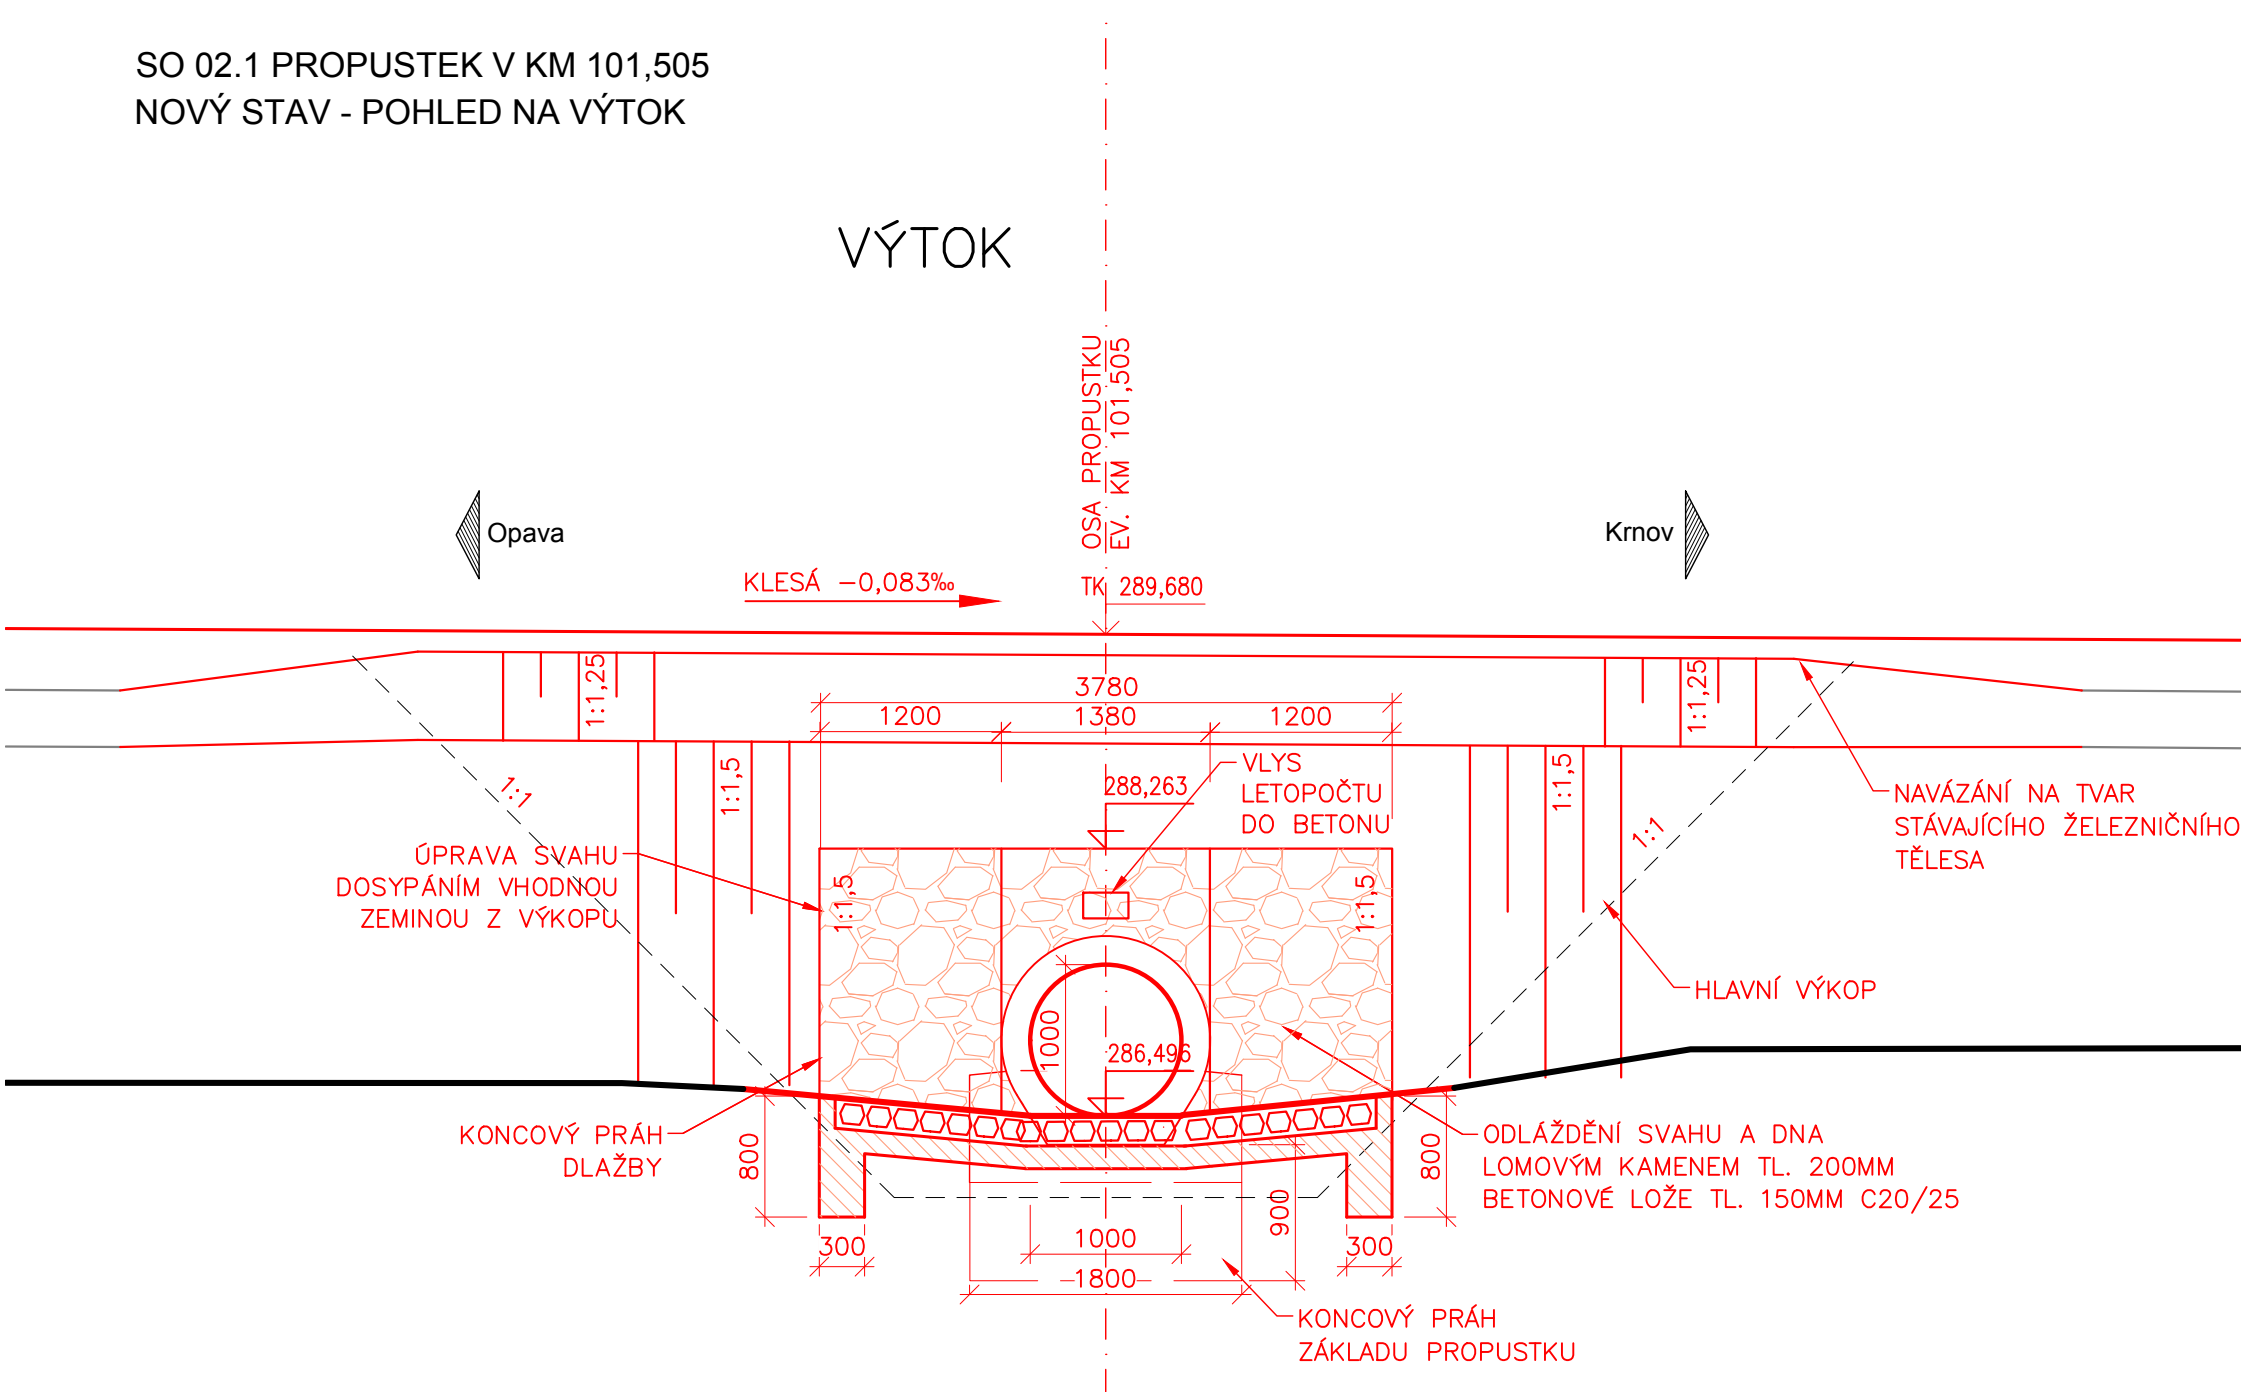 SO 02.1 PROPUSTEK V KM 101,505
NOVÝ STAV - POHLED NA VÝTOK
VÝTOK
OSA PROPUSTKU
EV. KM 101,505
Opava
Krnov
KLESÁ -0,083‰
TK 289,680
1:1,25
1:1,25
3780
1200
1380
1200
1:1
1:1,5
288,263
VLYS
LETOPOČTU
DO BETONU
1:1,5
1:1
NAVÁZÁNÍ NA TVAR
STÁVAJÍCÍHO ŽELEZNIČNÍHO
TĚLESA
ÚPRAVA SVAHU
DOSYPÁNÍM VHODNOU
ZEMINOU Z VÝKOPU
1:1,5
1:1,5
HLAVNÍ VÝKOP
1000
286,496
KONCOVÝ PRÁH
DLAŽBY
800
800
ODLÁŽDĚNÍ SVAHU A DNA
LOMOVÝM KAMENEM TL. 200MM
BETONOVÉ LOŽE TL. 150MM C20/25
900
300
1000
300
1800
KONCOVÝ PRÁH
ZÁKLADU PROPUSTKU